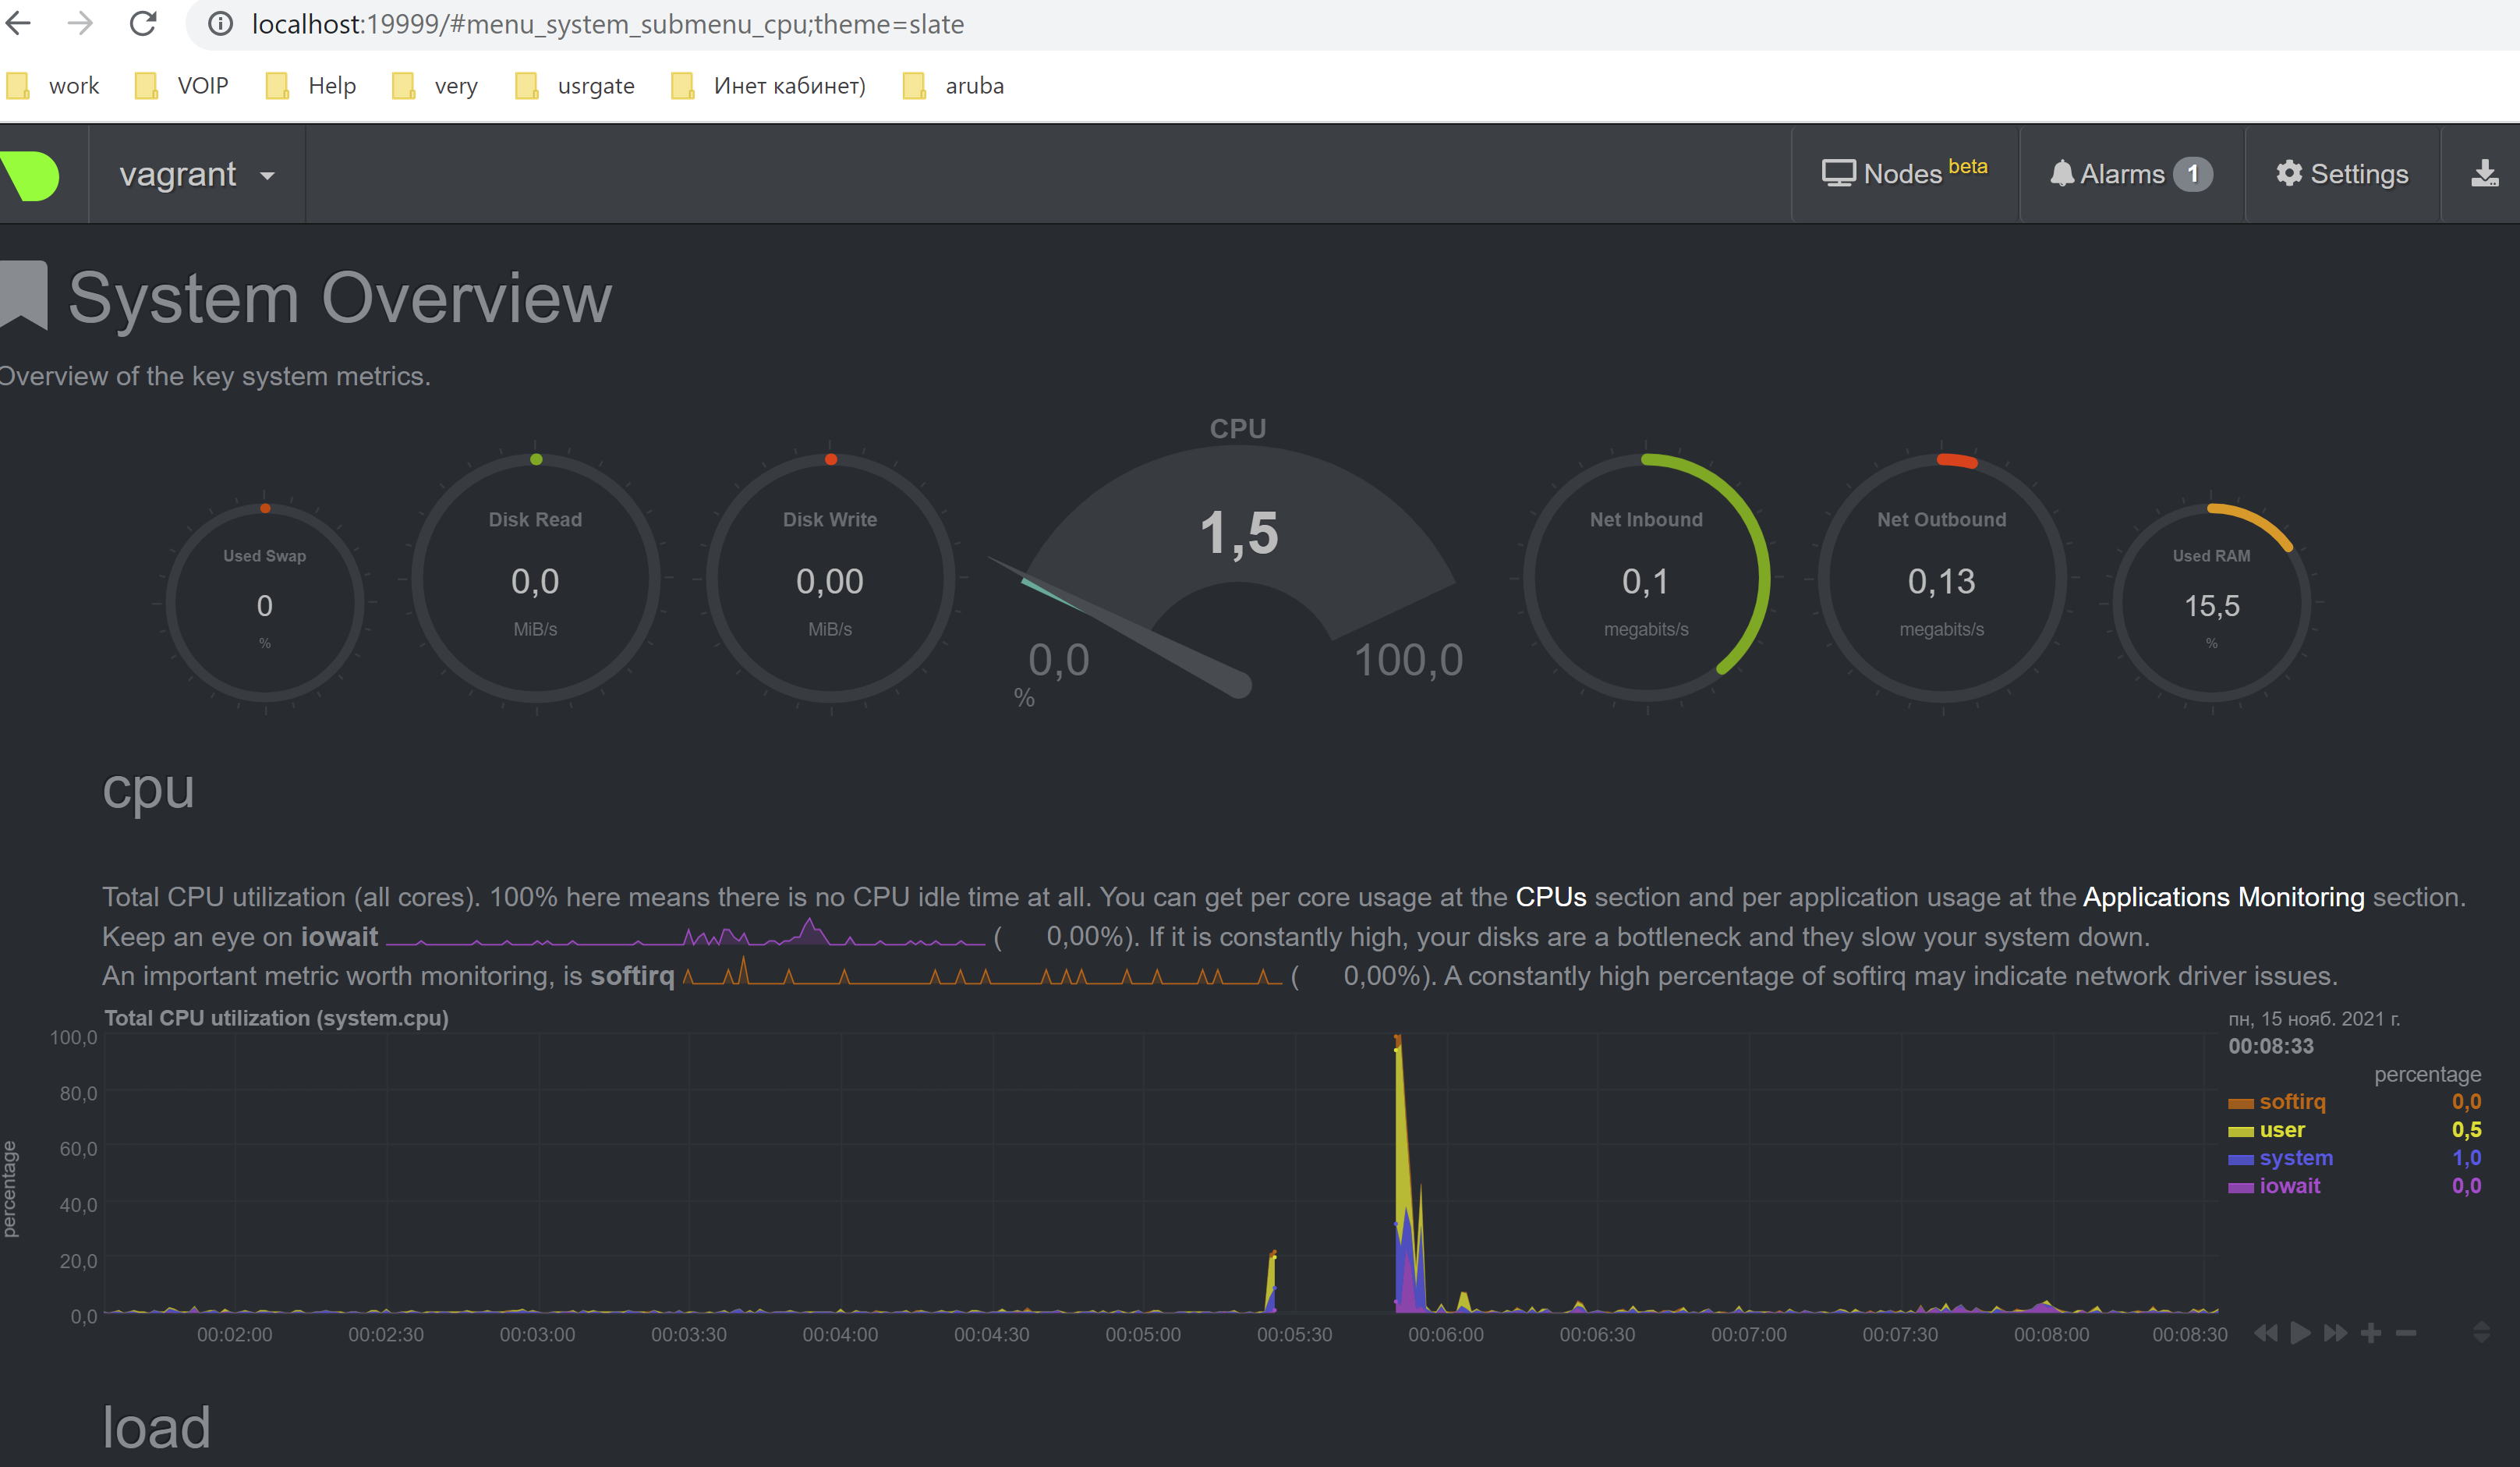 localhost:19999/#menu_system_submenu_cpu;theme=slate
work VOIP Help very usrgate Инет кабинет) aruba
vagrant Nodes beta Alarms 1 Settings
System Overview
Overview of the key system metrics.
CPU
Used Swap
0
%
Disk Read
0,0
MiB/s
Disk Write
0,00
MiB/s
1,5
0,0
100,0
%
Net Inbound
0,1
megabits/s
Net Outbound
0,13
megabits/s
Used RAM
15,5
%
cpu
Total CPU utilization (all cores). 100% here means there is no CPU idle time at all. You can get per core usage at the CPUs section and per application usage at the Applications Monitoring section.
Keep an eye on iowait ( 0,00%). If it is constantly high, your disks are a bottleneck and they slow your system down.
An important metric worth monitoring, is softirq ( 0,00%). A constantly high percentage of softirq may indicate network driver issues.
Total CPU utilization (system.cpu)
пн, 15 нояб. 2021 г.
00:08:33
percentage
softirq 0,0
user 0,5
system 1,0
iowait 0,0
percentage
100,0
80,0
60,0
40,0
20,0
0,0
00:02:00 00:02:30 00:03:00 00:03:30 00:04:00 00:04:30 00:05:00 00:05:30 00:06:00 00:06:30 00:07:00 00:07:30 00:08:00 00:08:30
load